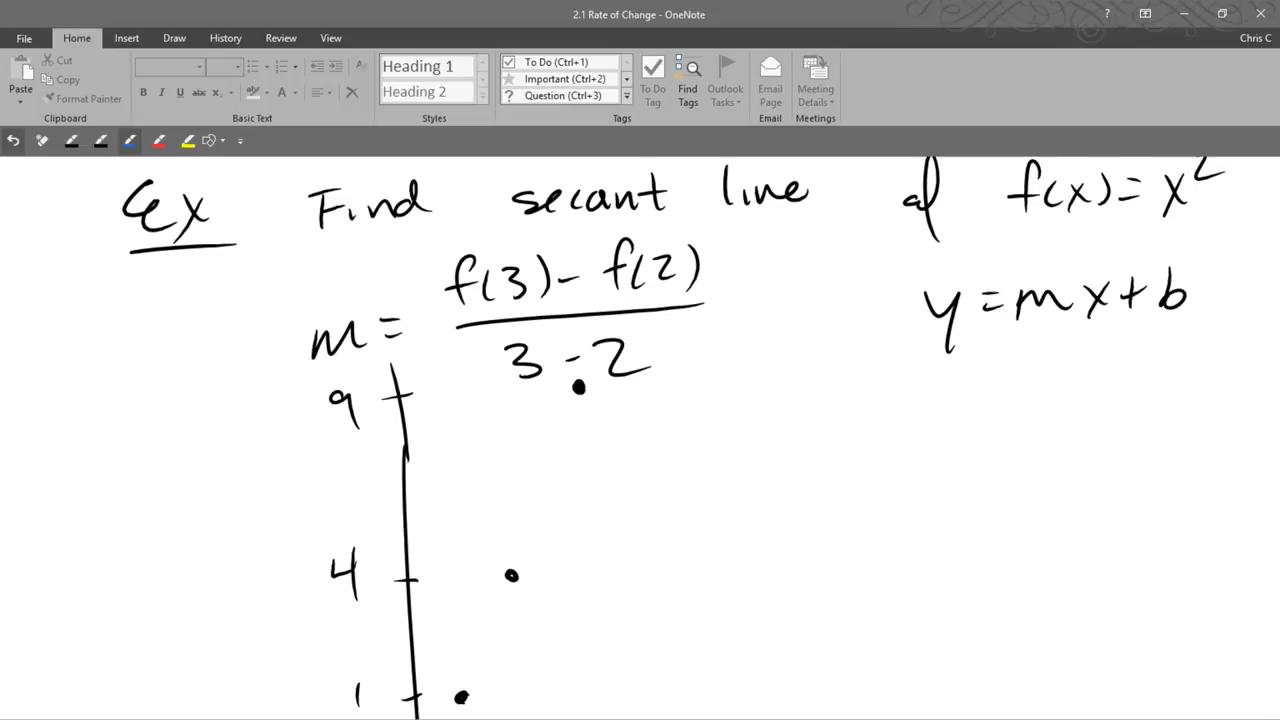 2.1 Rate of Change - OneNote
File Home Insert Draw History Review View Chris C
Paste Cut Copy Format Painter
Heading 1
Heading 2
To Do (Ctrl+1)
Important (Ctrl+2)
Question (Ctrl+3)
To Do Tag
Find Tags
Outlook Tasks
Email Page
Meeting Details
B I U abc x A
Clipboard Basic Text Styles Tags Email Meetings
Ex Find secant line of f(x)=x²
m = f(3) - f(2)
3 - 2
y = mx + b
9
4
1